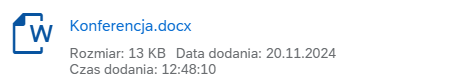 W
Konferencja.docx
Rozmiar: 13 KB Data dodania: 20.11.2024
Czas dodania: 12:48:10